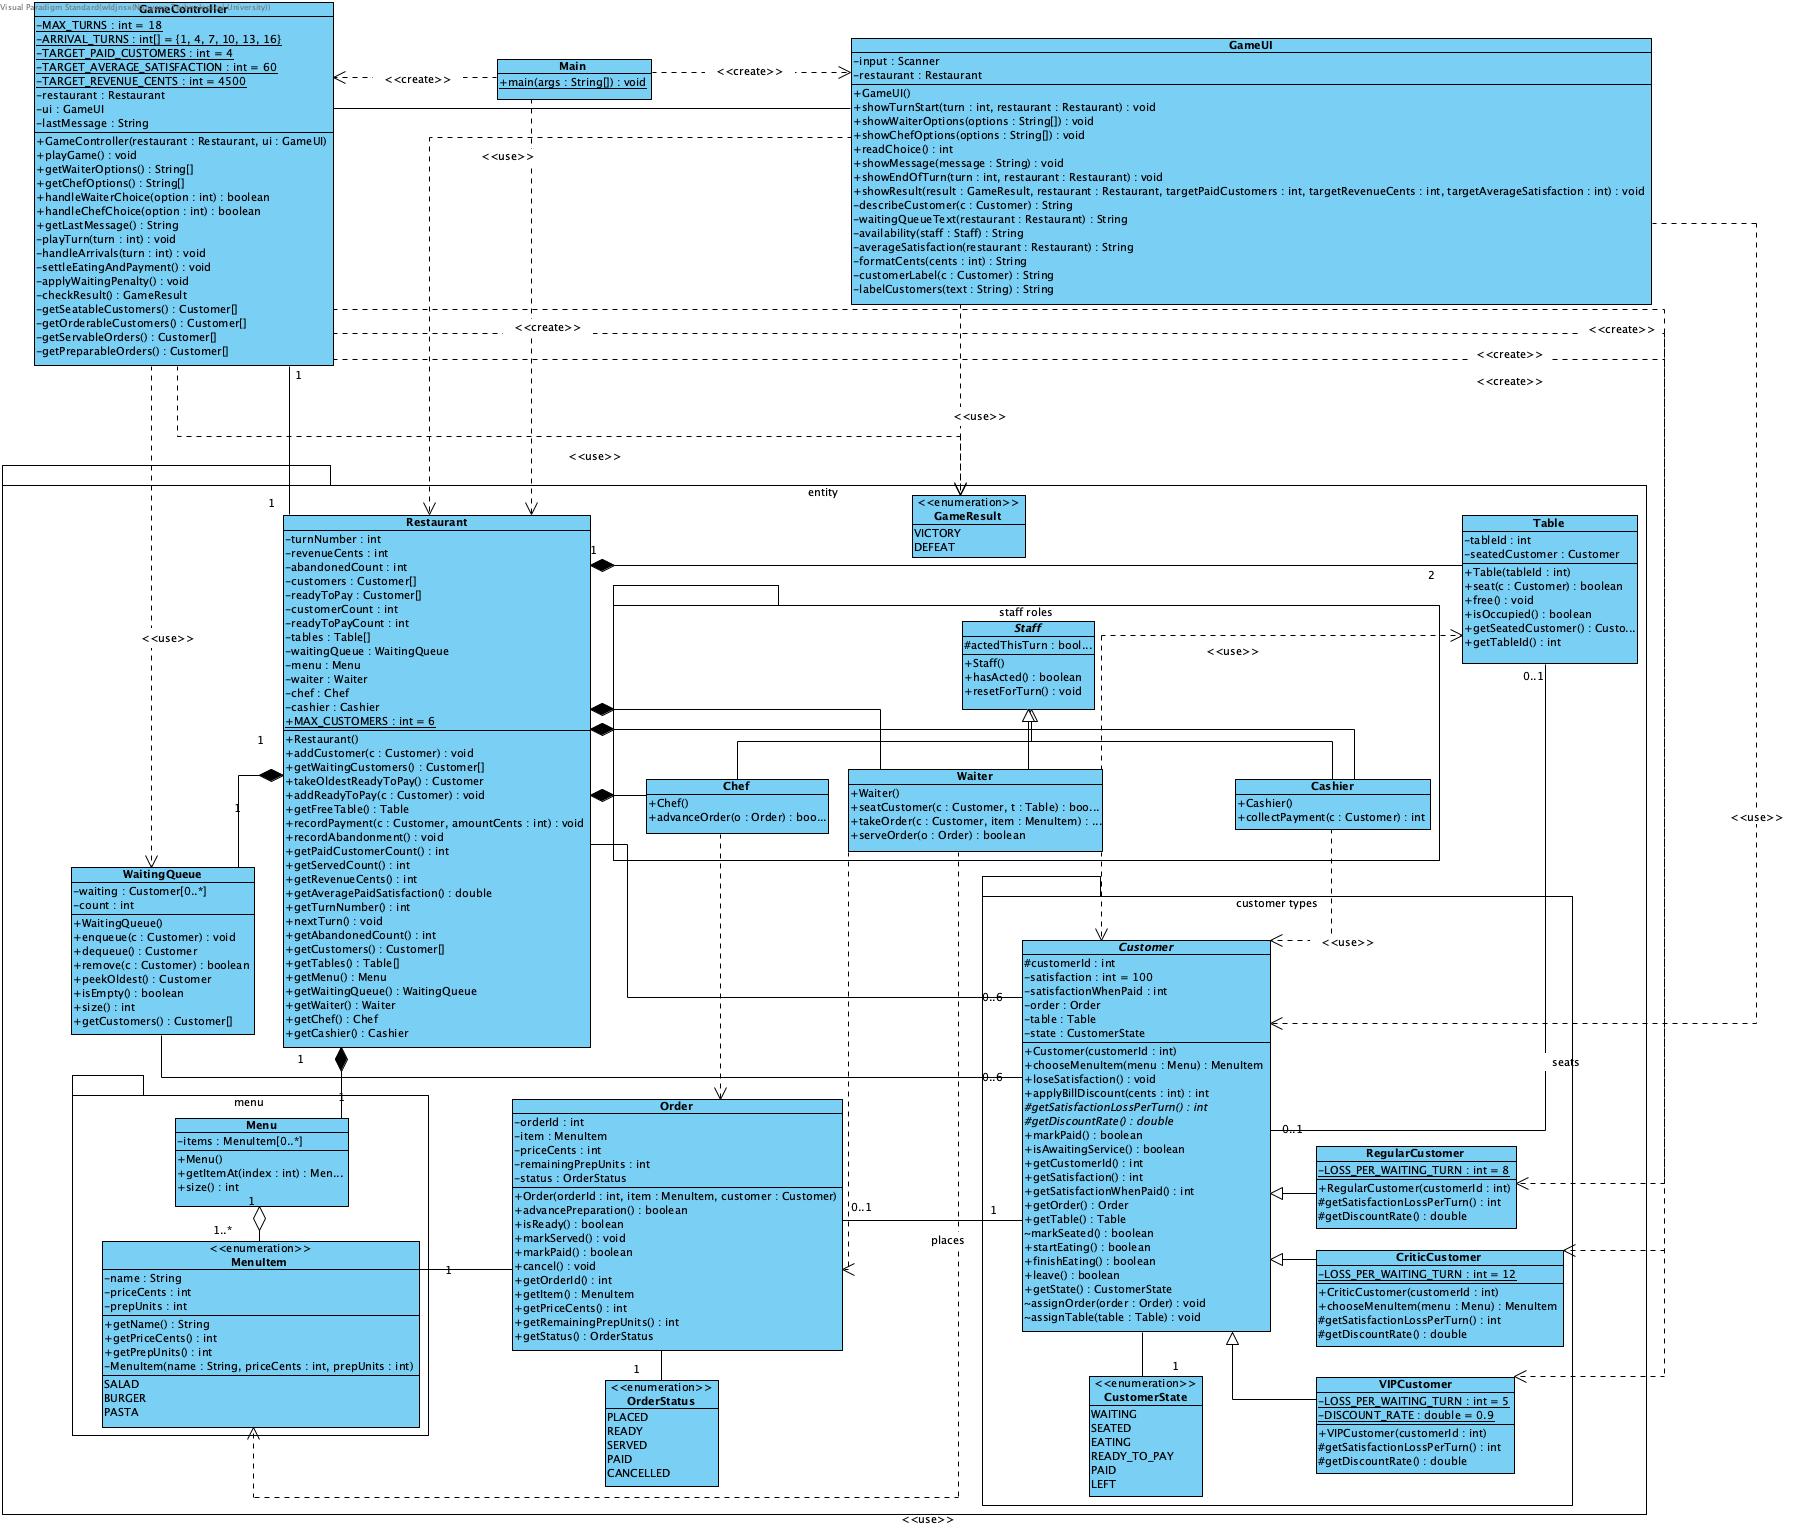 Visual Paradigm Standard(wldjnsx(N
University))
GameController
-MAX_TURNS : int = 18
-ARRIVAL_TURNS : int[] = {1, 4, 7, 10, 13, 16}
-TARGET_PAID_CUSTOMERS : int = 4
-TARGET_AVERAGE_SATISFACTION : int = 60
-TARGET_REVENUE_CENTS : int = 4500
-restaurant : Restaurant
-ui : GameUI
-lastMessage : String
+GameController(restaurant : Restaurant, ui : GameUI)
+playGame() : void
+getWaiterOptions() : String[]
+getChefOptions() : String[]
+handleWaiterChoice(option : int) : boolean
+handleChefChoice(option : int) : boolean
+getLastMessage() : String
-playTurn(turn : int) : void
-handleArrivals(turn : int) : void
-settleEatingAndPayment() : void
-applyWaitingPenalty() : void
-checkResult() : GameResult
-getSeatableCustomers() : Customer[]
-getOrderableCustomers() : Customer[]
-getServableOrders() : Customer[]
-getPreparableOrders() : Customer[]
<<create>>
Main
+main(args : String[]) : void
<<create>>
GameUI
-input : Scanner
-restaurant : Restaurant
+GameUI()
+showTurnStart(turn : int, restaurant : Restaurant) : void
+showWaiterOptions(options : String[]) : void
+showChefOptions(options : String[]) : void
+readChoice() : int
+showMessage(message : String) : void
+showEndOfTurn(turn : int, restaurant : Restaurant) : void
+showResult(result : GameResult, restaurant : Restaurant, targetPaidCustomers : int, targetRevenueCents : int, targetAverageSatisfaction : int) : void
-describeCustomer(c : Customer) : String
-waitingQueueText(restaurant : Restaurant) : String
-availability(staff : Staff) : String
-averageSatisfaction(restaurant : Restaurant) : String
-formatCents(cents : int) : String
-customerLabel(c : Customer) : String
-labelCustomers(text : String) : String
<<use>>
<<create>>
<<create>>
<<create>>
<<create>>
1
<<use>>
<<use>>
1
entity
<<enumeration>>
GameResult
VICTORY
DEFEAT
Restaurant
-turnNumber : int
-revenueCents : int
-abandonedCount : int
-customers : Customer[]
-readyToPay : Customer[]
-customerCount : int
-readyToPayCount : int
-tables : Table[]
-waitingQueue : WaitingQueue
-menu : Menu
-waiter : Waiter
-chef : Chef
-cashier : Cashier
+MAX_CUSTOMERS : int = 6
+Restaurant()
+addCustomer(c : Customer) : void
+getWaitingCustomers() : Customer[]
+takeOldestReadyToPay() : Customer
+addReadyToPay(c : Customer) : void
+getFreeTable() : Table
+recordPayment(c : Customer, amountCents : int) : void
+recordAbandonment() : void
+getPaidCustomerCount() : int
+getServedCount() : int
+getRevenueCents() : int
+getAveragePaidSatisfaction() : double
+getTurnNumber() : int
+nextTurn() : void
+getAbandonedCount() : int
+getCustomers() : Customer[]
+getTables() : Table[]
+getMenu() : Menu
+getWaitingQueue() : WaitingQueue
+getWaiter() : Waiter
+getChef() : Chef
+getCashier() : Cashier
1
2
Table
-tableId : int
-seatedCustomer : Customer
+Table(tableId : int)
+seat(c : Customer) : boolean
+free() : void
+isOccupied() : boolean
+getSeatedCustomer() : Custo...
+getTableId() : int
0..1
staff roles
Staff
#actedThisTurn : bool...
+Staff()
+hasActed() : boolean
+resetForTurn() : void
<<use>>
<<use>>
1
1
Chef
+Chef()
+advanceOrder(o : Order) : boo...
Waiter
+Waiter()
+seatCustomer(c : Customer, t : Table) : boo...
+takeOrder(c : Customer, item : MenuItem) : ...
+serveOrder(o : Order) : boolean
Cashier
+Cashier()
+collectPayment(c : Customer) : int
<<use>>
WaitingQueue
-waiting : Customer[0..*]
-count : int
+WaitingQueue()
+enqueue(c : Customer) : void
+dequeue() : Customer
+remove(c : Customer) : boolean
+peekOldest() : Customer
+isEmpty() : boolean
+size() : int
+getCustomers() : Customer[]
customer types
<<use>>
Customer
#customerId : int
-satisfaction : int = 100
-satisfactionWhenPaid : int
-order : Order
-table : Table
-state : CustomerState
+Customer(customerId : int)
+chooseMenuItem(menu : Menu) : MenuItem
+loseSatisfaction() : void
+applyBillDiscount(cents : int) : int
#getSatisfactionLossPerTurn() : int
#getDiscountRate() : double
+markPaid() : boolean
+isAwaitingService() : boolean
+getCustomerId() : int
+getSatisfaction() : int
+getSatisfactionWhenPaid() : int
+getOrder() : Order
+getTable() : Table
~markSeated() : boolean
+startEating() : boolean
+finishEating() : boolean
+leave() : boolean
+getState() : CustomerState
~assignOrder(order : Order) : void
~assignTable(table : Table) : void
0..6
0..6
seats
0..1
1
1
menu
Menu
-items : MenuItem[0..*]
+Menu()
+getItemAt(index : int) : Men...
+size() : int
1
1..*
<<enumeration>>
MenuItem
-name : String
-priceCents : int
-prepUnits : int
+getName() : String
+getPriceCents() : int
+getPrepUnits() : int
-MenuItem(name : String, priceCents : int, prepUnits : int)
SALAD
BURGER
PASTA
1
Order
-orderId : int
-item : MenuItem
-priceCents : int
-remainingPrepUnits : int
-status : OrderStatus
+Order(orderId : int, item : MenuItem, customer : Customer)
+advancePreparation() : boolean
+isReady() : boolean
+markServed() : void
+markPaid() : boolean
+cancel() : void
+getOrderId() : int
+getItem() : MenuItem
+getPriceCents() : int
+getRemainingPrepUnits() : int
+getStatus() : OrderStatus
0..1
places
1
1
<<enumeration>>
OrderStatus
PLACED
READY
SERVED
PAID
CANCELLED
1
<<enumeration>>
CustomerState
WAITING
SEATED
EATING
READY_TO_PAY
PAID
LEFT
RegularCustomer
-LOSS_PER_WAITING_TURN : int = 8
+RegularCustomer(customerId : int)
#getSatisfactionLossPerTurn() : int
#getDiscountRate() : double
CriticCustomer
-LOSS_PER_WAITING_TURN : int = 12
+CriticCustomer(customerId : int)
+chooseMenuItem(menu : Menu) : MenuItem
#getSatisfactionLossPerTurn() : int
#getDiscountRate() : double
VIPCustomer
-LOSS_PER_WAITING_TURN : int = 5
-DISCOUNT_RATE : double = 0.9
+VIPCustomer(customerId : int)
#getSatisfactionLossPerTurn() : int
#getDiscountRate() : double
<<use>>